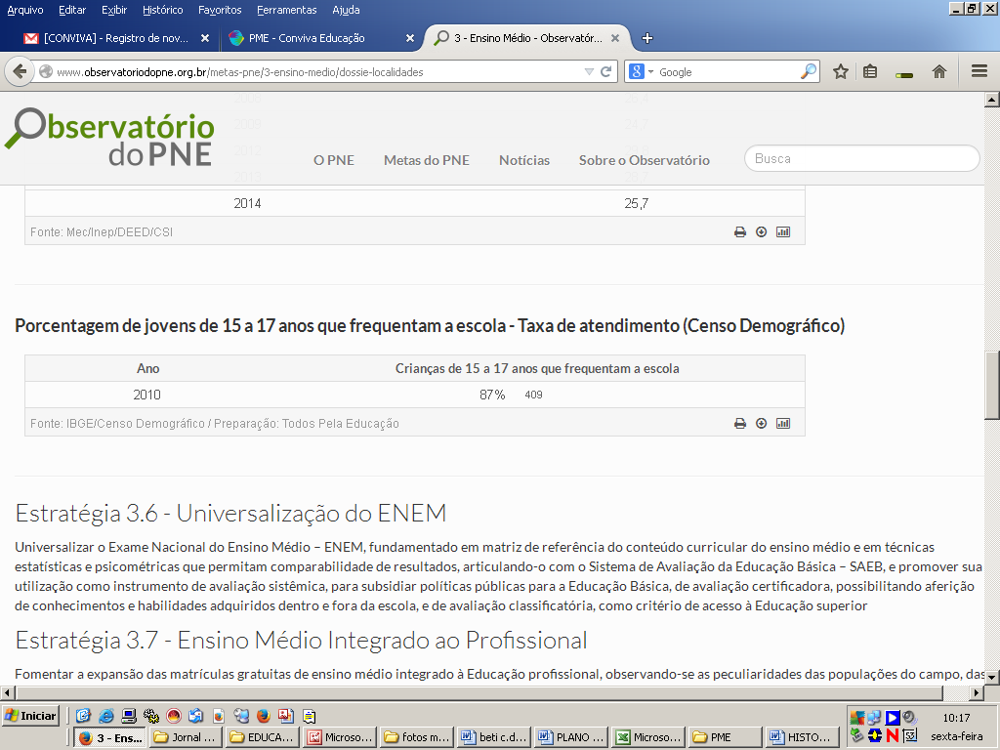 Arquivo Editar Exibir Histórico Favoritos Ferramentas Ajuda
[CONVIVA] - Registro de nov... PME - Conviva Educação 3 - Ensino Médio - Observatór...
www.observatoriodopne.org.br/metas-pne/3-ensino-medio/dossie-localidades Google
Observatório
do PNE
O PNE Metas do PNE Notícias Sobre o Observatório Busca
2014 25,7
Fonte: Mec/Inep/DEED/CSI
Porcentagem de jovens de 15 a 17 anos que frequentam a escola - Taxa de atendimento (Censo Demográfico)
Ano Crianças de 15 a 17 anos que frequentam a escola
2010 87% 409
Fonte: IBGE/Censo Demográfico / Preparação: Todos Pela Educação
Estratégia 3.6 - Universalização do ENEM
Universalizar o Exame Nacional do Ensino Médio – ENEM, fundamentado em matriz de referência do conteúdo curricular do ensino médio e em técnicas
estatísticas e psicométricas que permitam comparabilidade de resultados, articulando-o com o Sistema de Avaliação da Educação Básica – SAEB, e promover sua
utilização como instrumento de avaliação sistêmica, para subsidiar políticas públicas para a Educação Básica, de avaliação certificadora, possibilitando aferição
de conhecimentos e habilidades adquiridos dentro e fora da escola, e de avaliação classificatória, como critério de acesso à Educação superior
Estratégia 3.7 - Ensino Médio Integrado ao Profissional
Fomentar a expansão das matrículas gratuitas de ensino médio integrado à Educação profissional, observando-se as peculiaridades das populações do campo, das
Iniciar 10:17
3 - Ens... Jornal ... EDUCA... Microso... fotos m... beti c.d... PLANO ... Microso... PME HISTO... sexta-feira